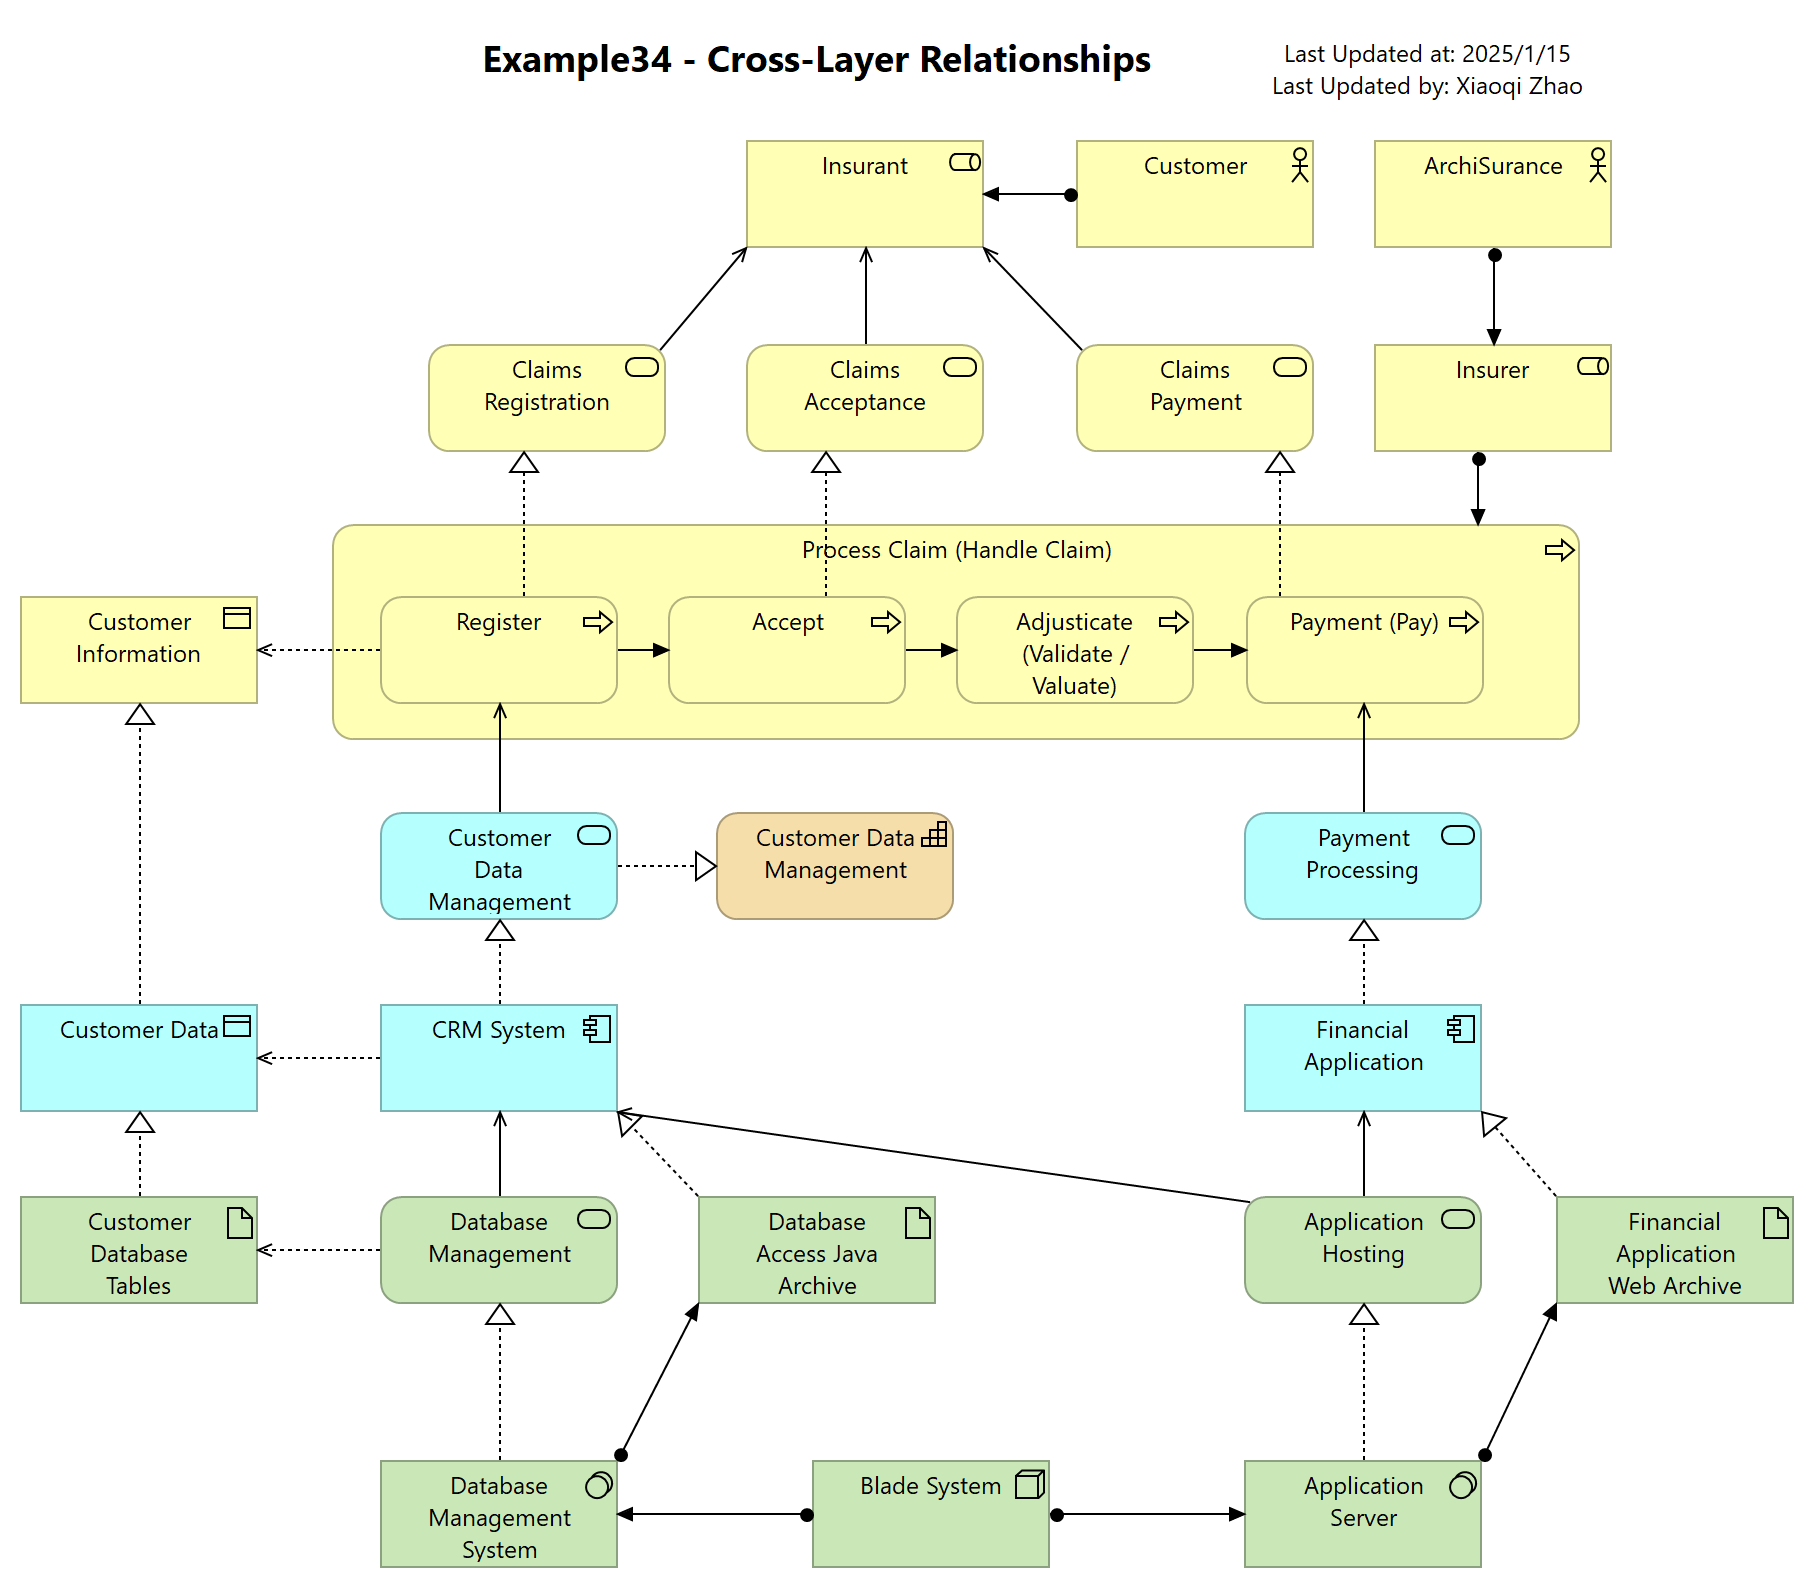 Example34 - Cross-Layer Relationships
Last Updated at: 2025/1/15
Last Updated by: Xiaoqi Zhao
Insurant
Customer
ArchiSurance
Claims
Registration
Claims
Acceptance
Claims
Payment
Insurer
Process Claim (Handle Claim)
Customer
Information
Register
Accept
Adjusticate
(Validate /
Valuate)
Payment (Pay)
Customer
Data
Management
Customer Data
Management
Payment
Processing
Customer Data
CRM System
Financial
Application
Customer
Database
Tables
Database
Management
Database
Access Java
Archive
Application
Hosting
Financial
Application
Web Archive
Database
Management
System
Blade System
Application
Server